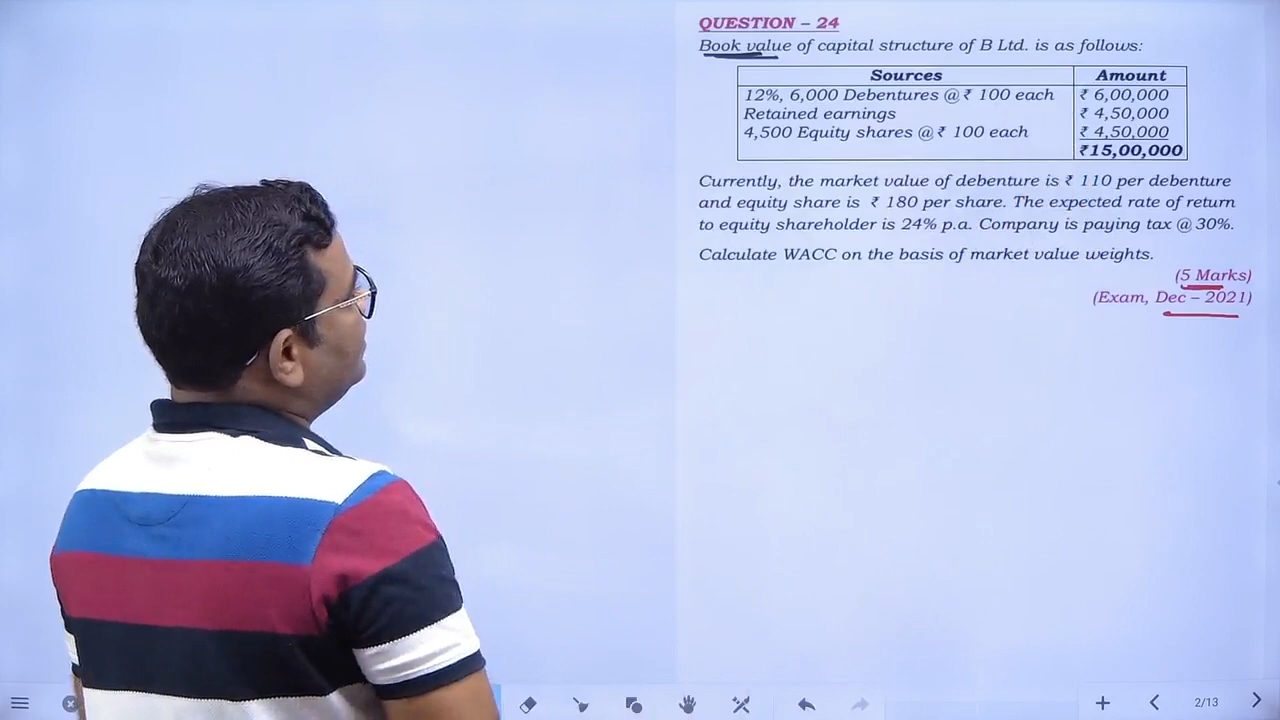 QUESTION – 24
Book value of capital structure of B Ltd. is as follows:
Sources Amount
12%, 6,000 Debentures @ ₹ 100 each ₹ 6,00,000
Retained earnings ₹ 4,50,000
4,500 Equity shares @ ₹ 100 each ₹ 4,50,000
₹15,00,000
Currently, the market value of debenture is ₹ 110 per debenture
and equity share is ₹ 180 per share. The expected rate of return
to equity shareholder is 24% p.a. Company is paying tax @ 30%.
Calculate WACC on the basis of market value weights.
(5 Marks)
(Exam, Dec – 2021)
2/13